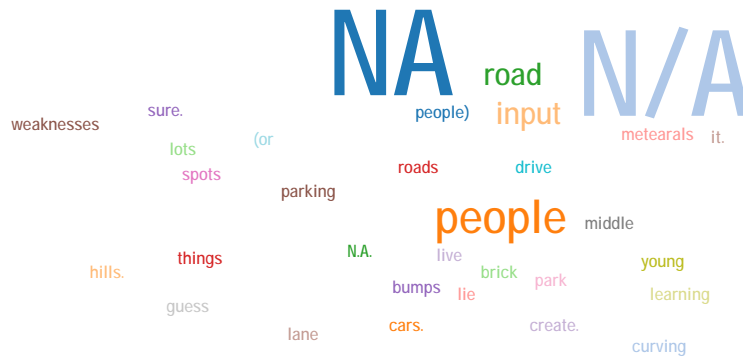 NA
N/A
road
input
people)
sure.
weaknesses
metearals
it.
(or
lots
spots
roads
drive
parking
people
middle
N.A.
live
things
young
hills.
brick
park
bumps
lie
learning
guess
cars.
create.
lane
curving